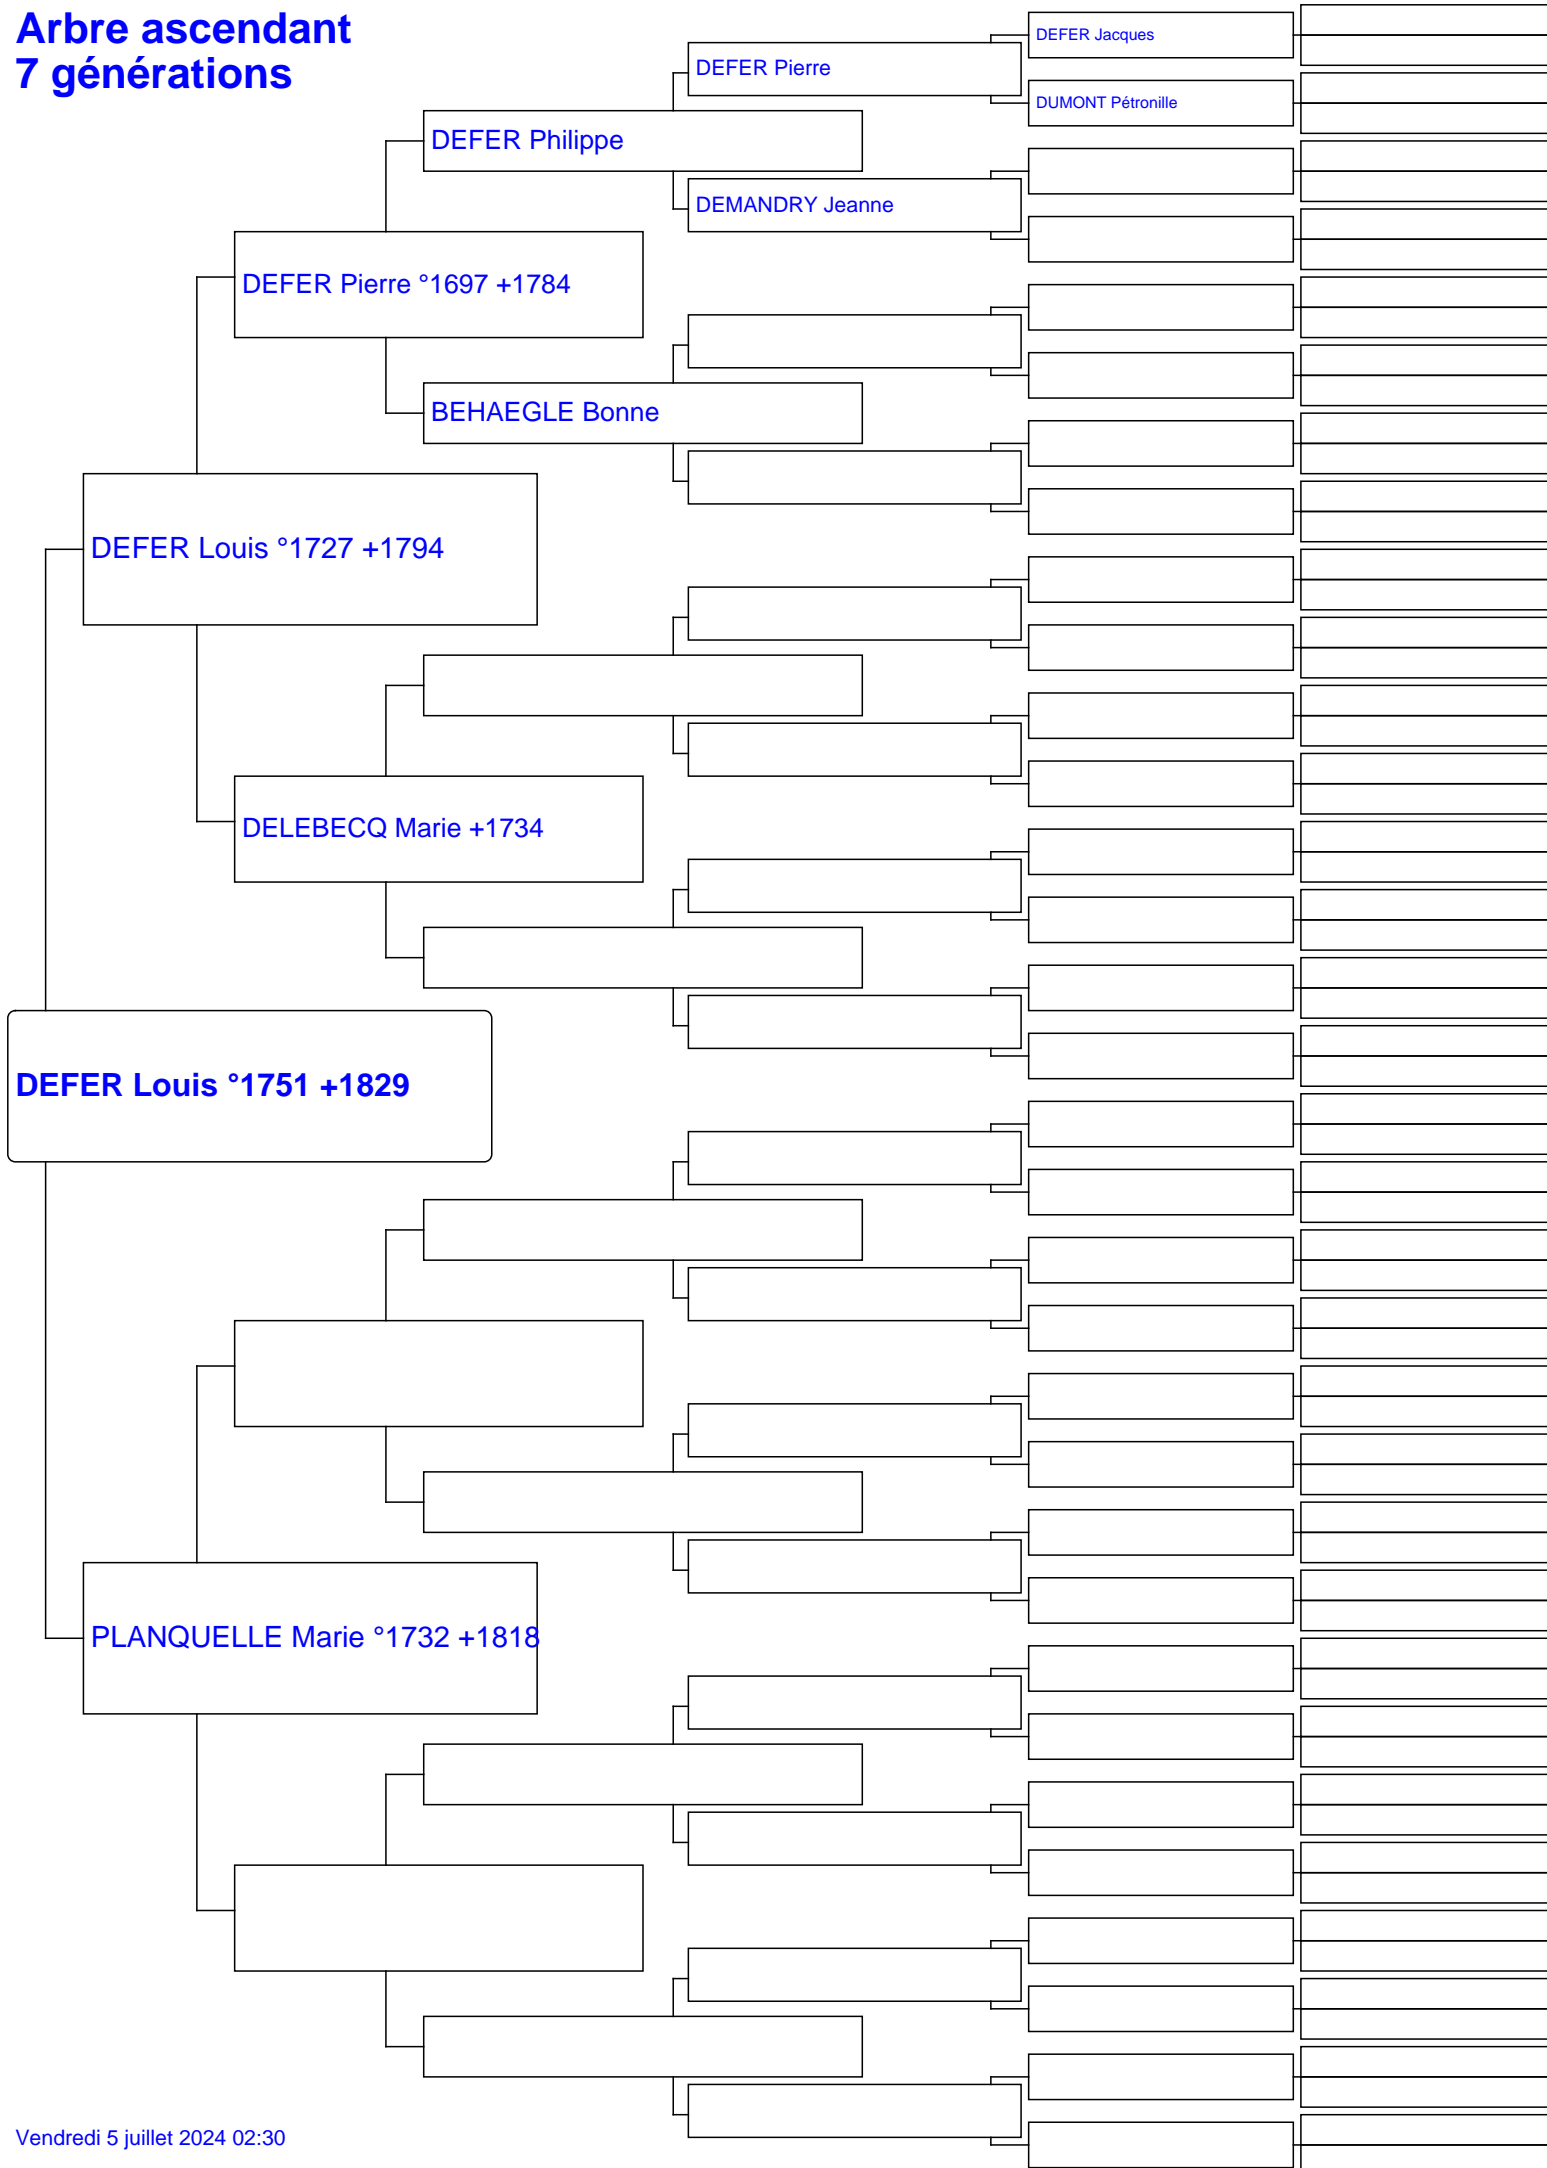 Arbre ascendant
7 générations
DEFER Jacques
DEFER Pierre
DUMONT Pétronille
DEFER Philippe
DEMANDRY Jeanne
DEFER Pierre °1697 +1784
BEHAEGLE Bonne
DEFER Louis °1727 +1794
DELEBECQ Marie +1734
DEFER Louis °1751 +1829
PLANQUELLE Marie °1732 +1818
Vendredi 5 juillet 2024 02:30